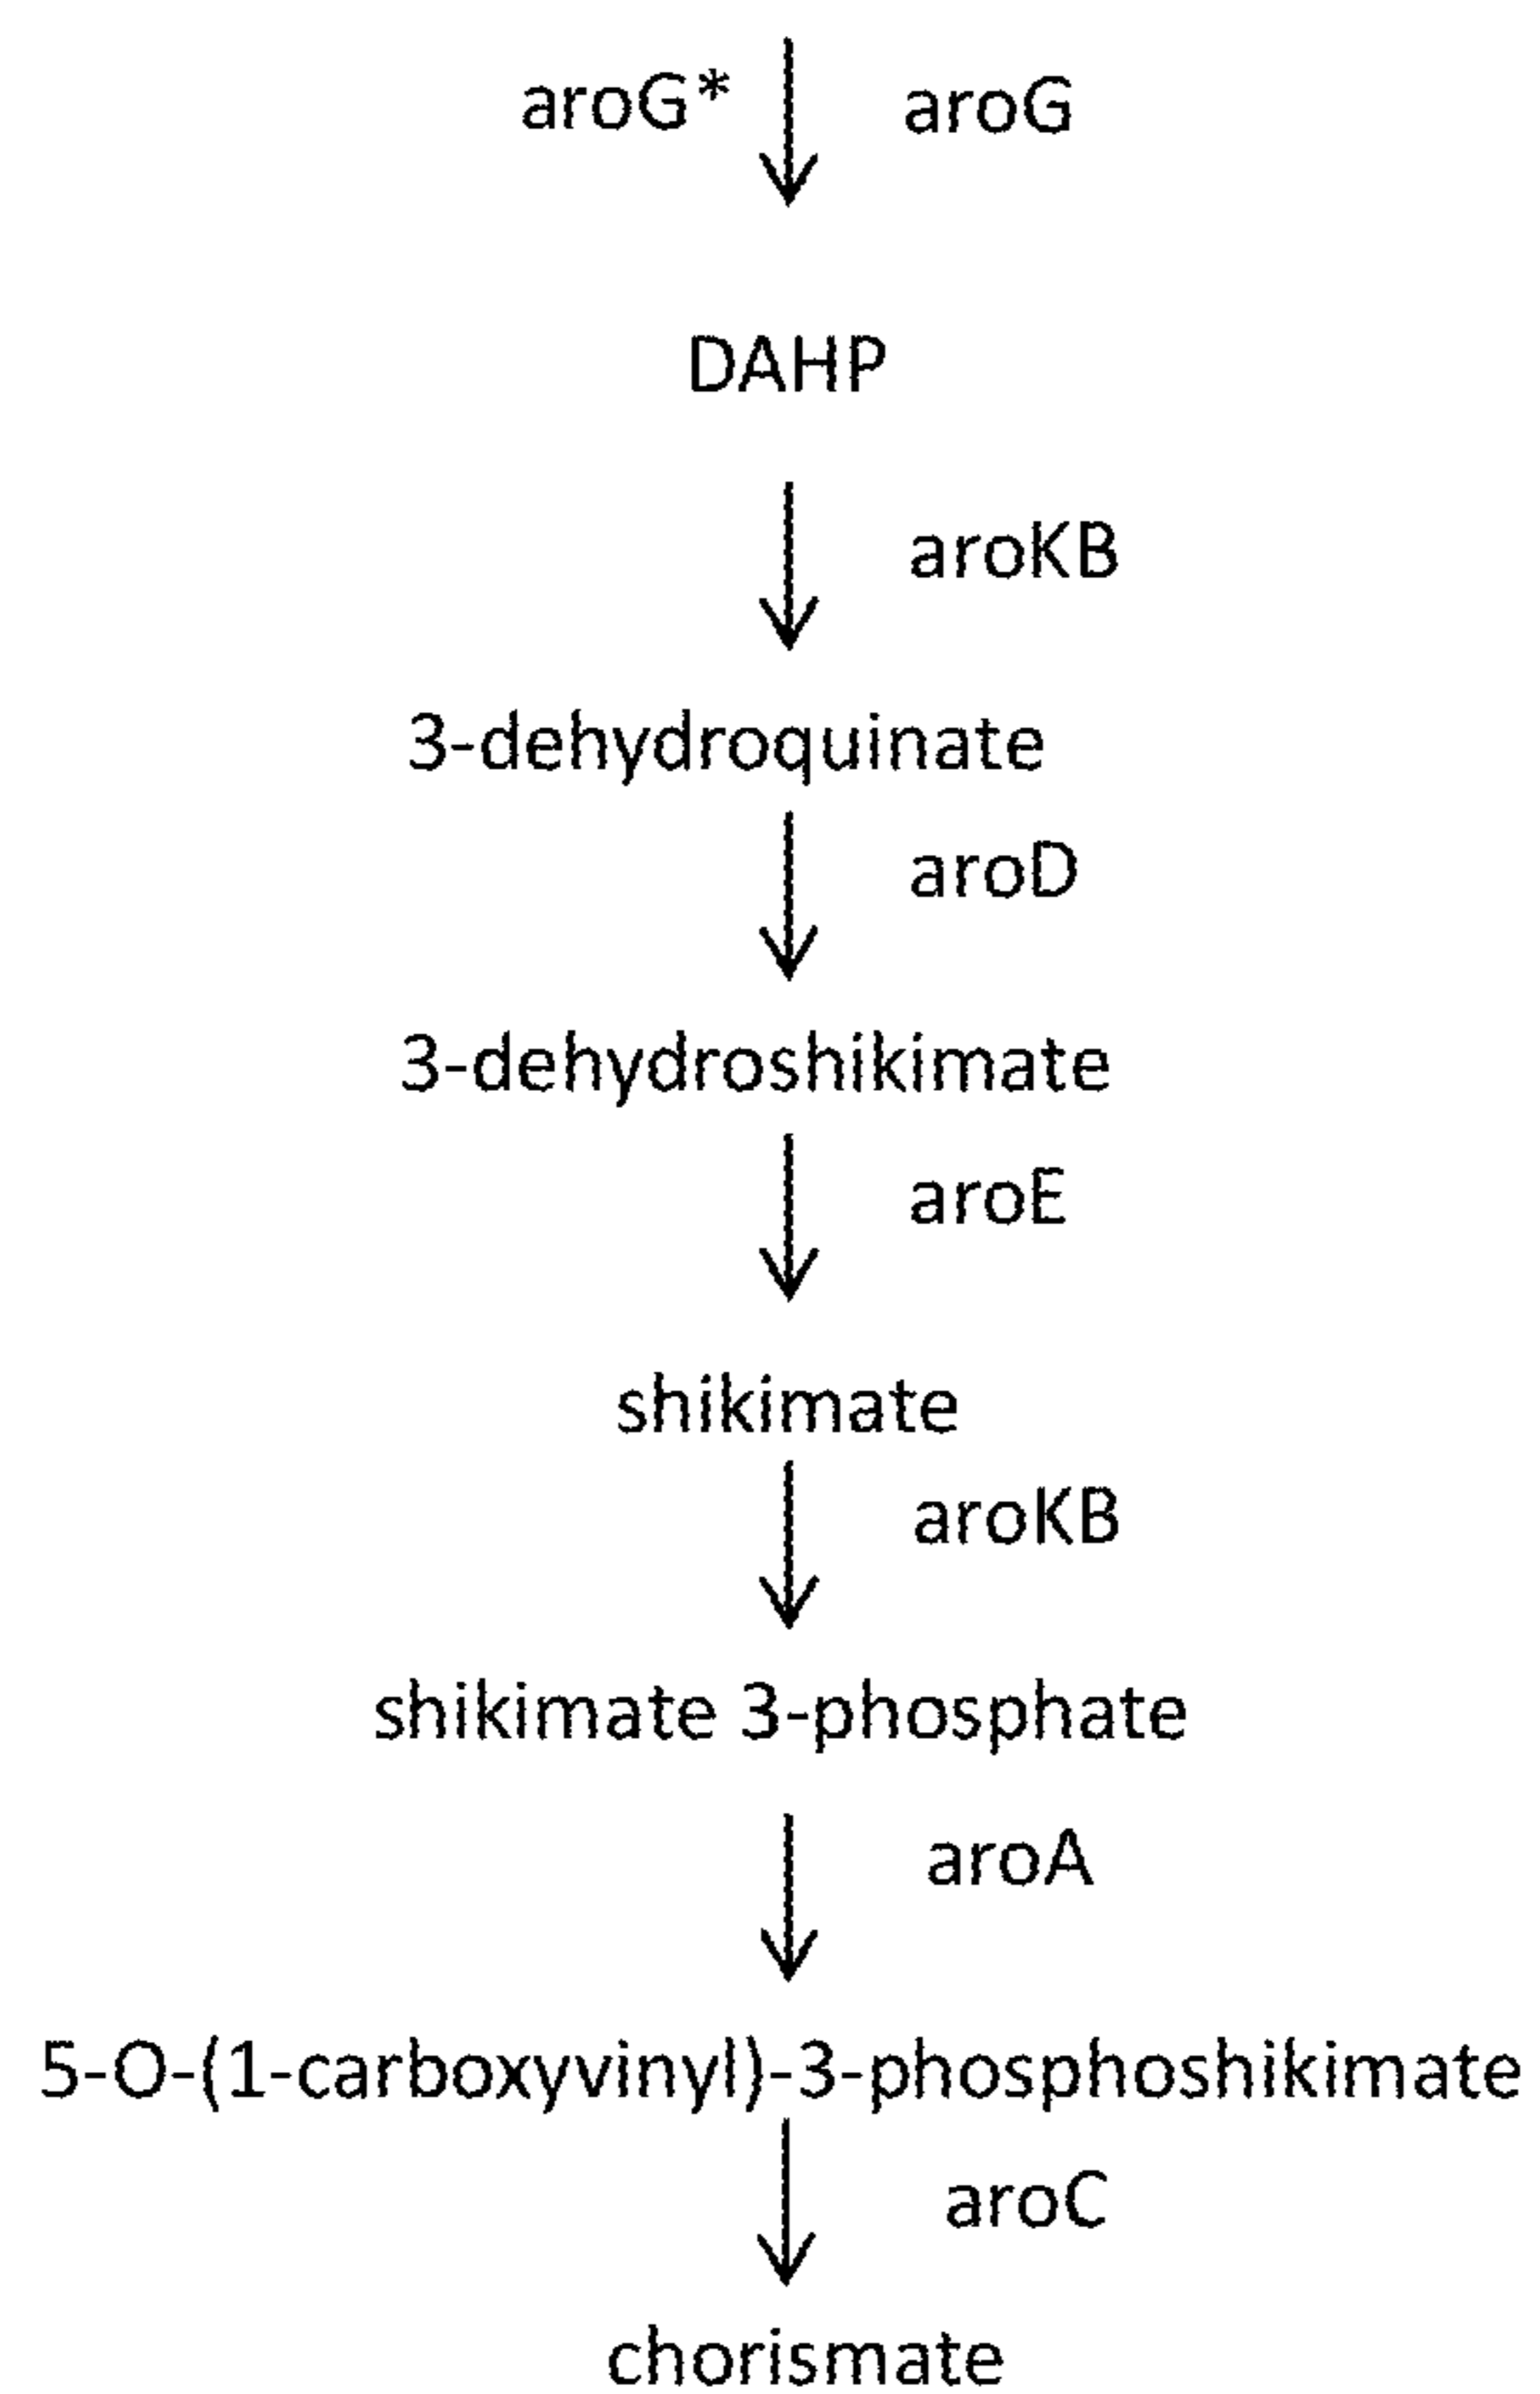 aroG* aroG
DAHP
aroKB
3-dehydroquinate
aroD
3-dehydroshikimate
aroE
shikimate
aroKB
shikimate 3-phosphate
aroA
5-O-(1-carboxyvinyl)-3-phosphoshikimate
aroC
chorismate